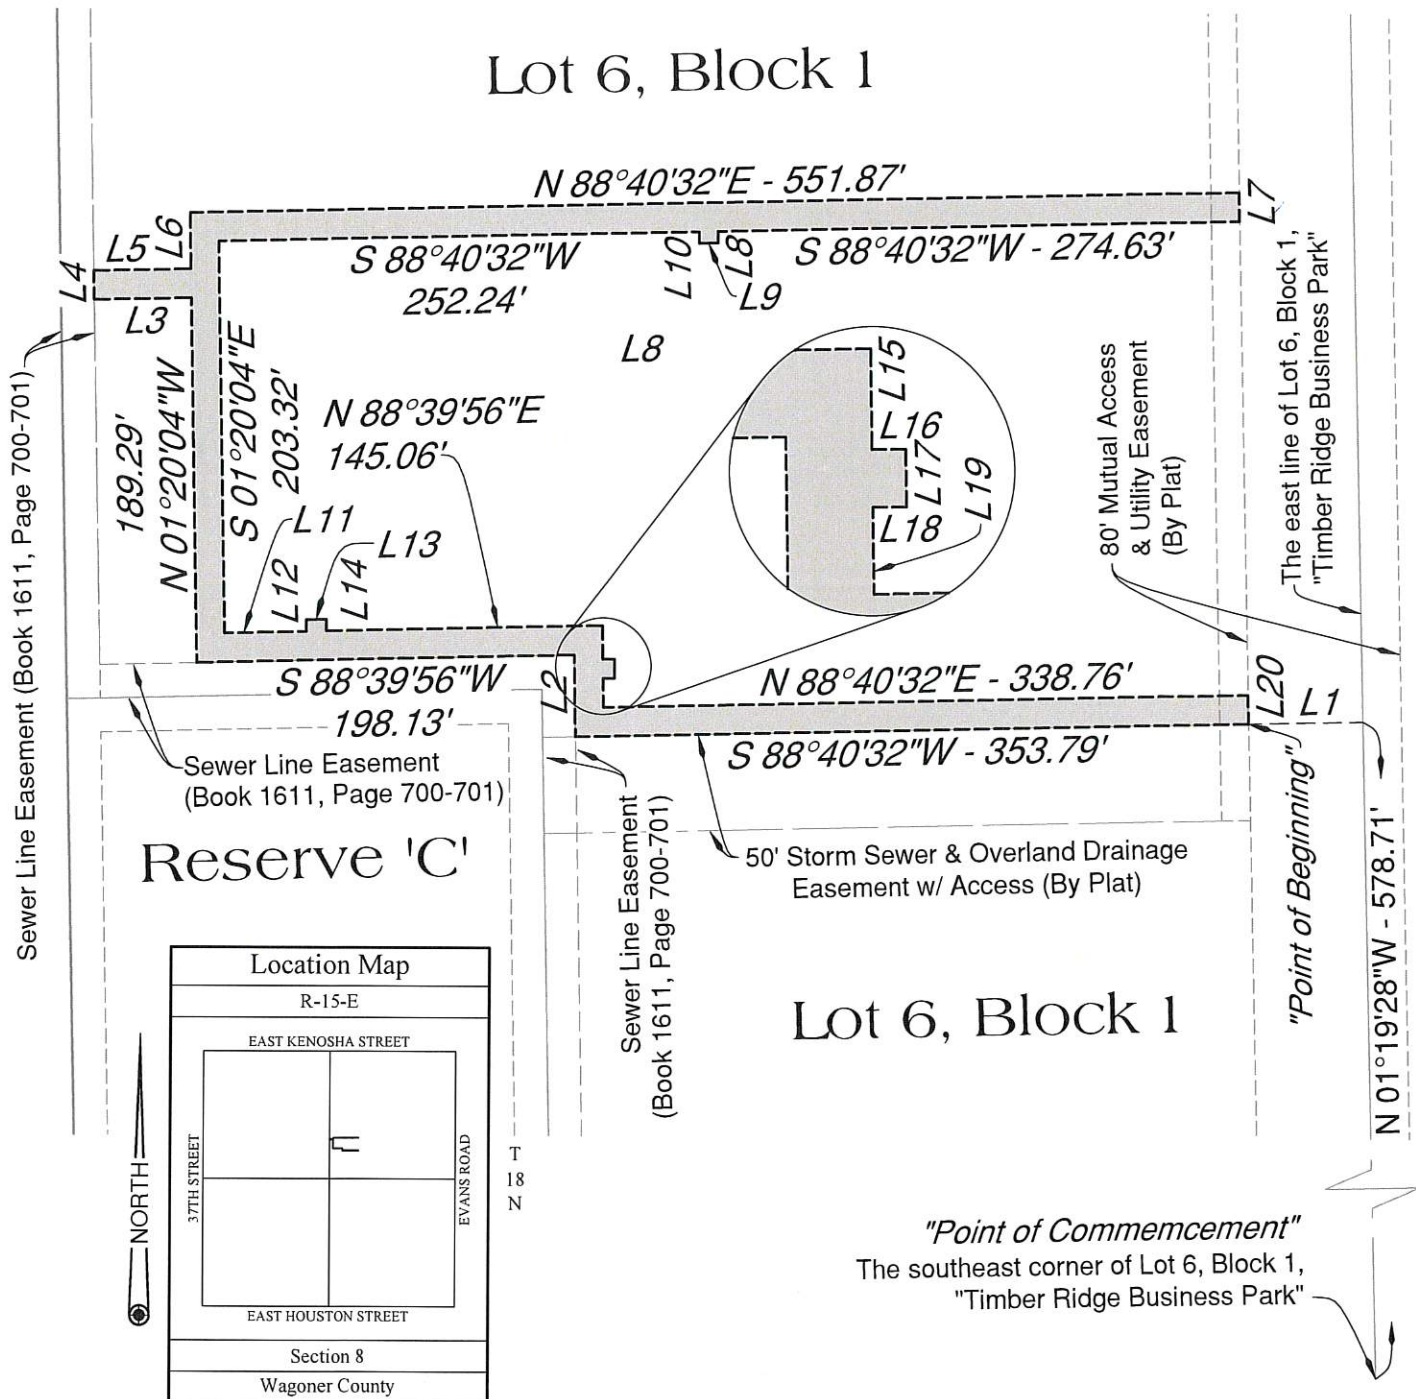 Lot 6, Block 1
N 88°40'32"E - 551.87'
L7
L6
L5
L4
L3
S 88°40'32"W
252.24'
L10
L8
L9
S 88°40'32"W - 274.63'
L8
The east line of Lot 6, Block 1,
"Timber Ridge Business Park"
80' Mutual Access
& Utility Easement
(By Plat)
Sewer Line Easement (Book 1611, Page 700-701)
189.29'
N 01°20'04"W
S 01°20'04"E
203.32'
N 88°39'56"E
145.06'
L11
L12
L13
L14
L15
L16
L17
L18
L19
S 88°39'56"W
198.13'
L2
N 88°40'32"E - 338.76'
S 88°40'32"W - 353.79'
L20
L1
Sewer Line Easement
(Book 1611, Page 700-701)
Sewer Line Easement
(Book 1611, Page 700-701)
50' Storm Sewer & Overland Drainage
Easement w/ Access (By Plat)
"Point of Beginning"
N 01°19'28"W - 578.71'
Reserve 'C'
Lot 6, Block 1
Location Map
R-15-E
EAST KENOSHA STREET
37TH STREET
EVANS ROAD
EAST HOUSTON STREET
T
18
N
Section 8
Wagoner County
NORTH
"Point of Commemcement"
The southeast corner of Lot 6, Block 1,
"Timber Ridge Business Park"